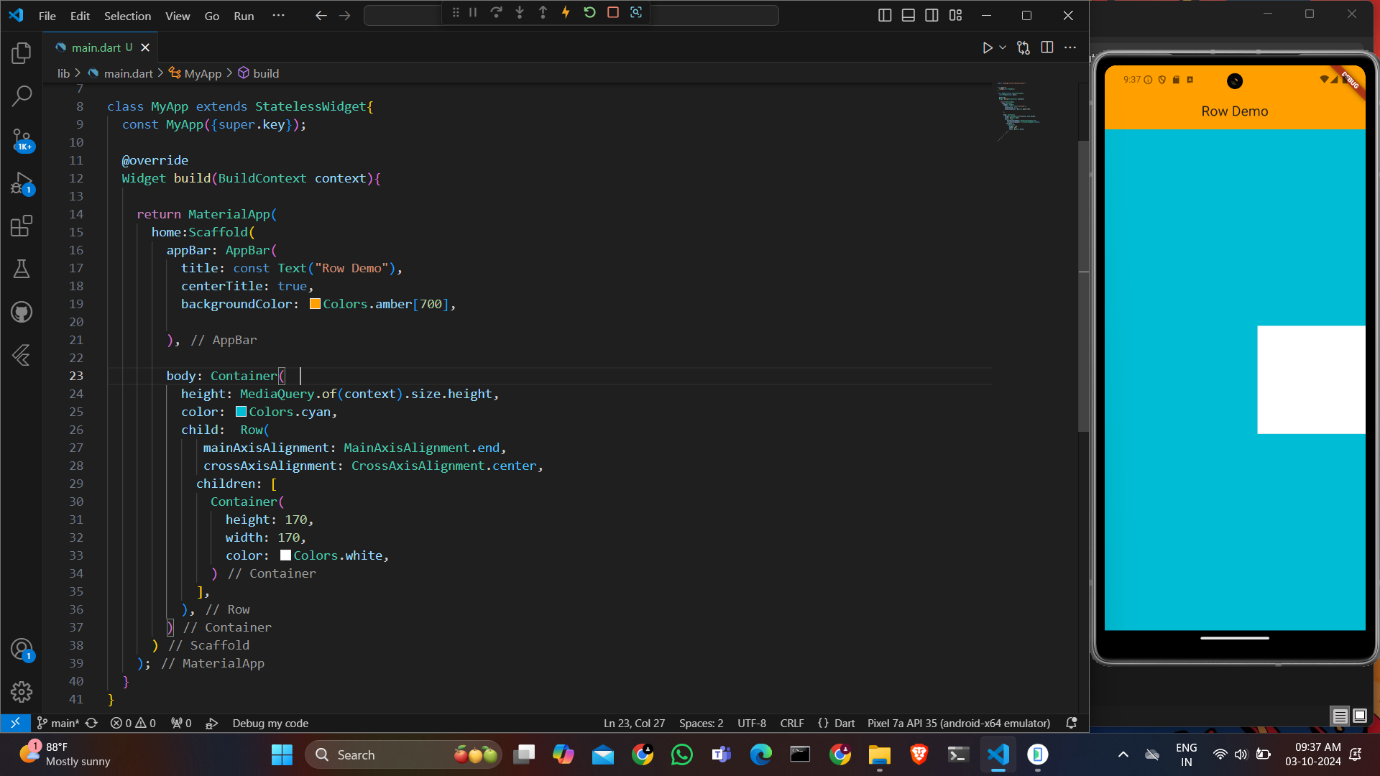 File Edit Selection View Go Run ···
main.dart U
lib > main.dart > MyApp > build
7
8 class MyApp extends StatelessWidget{
9 const MyApp({super.key});
10
11 @override
12 Widget build(BuildContext context){
13
14 return MaterialApp(
15 home:Scaffold(
16 appBar: AppBar(
17 title: const Text("Row Demo"),
18 centerTitle: true,
19 backgroundColor: Colors.amber[700],
20
21 ), // AppBar
22
23 body: Container(
24 height: MediaQuery.of(context).size.height,
25 color: Colors.cyan,
26 child:  Row(
27 mainAxisAlignment: MainAxisAlignment.end,
28 crossAxisAlignment: CrossAxisAlignment.center,
29 children: [
30 Container(
31 height: 170,
32 width: 170,
33 color: Colors.white,
34 ) // Container
35 ],
36 ), // Row
37 ) // Container
38 ) // Scaffold
39 ); // MaterialApp
40 }
41 }
1K+
1
1
main* 0 0 0 Debug my code Ln 23, Col 27 Spaces: 2 UTF-8 CRLF {} Dart Pixel 7a API 35 (android-x64 emulator)
9:37
DEBUG
Row Demo
1
88°F
Mostly sunny
Search
ENG
IN
09:37 AM
03-10-2024